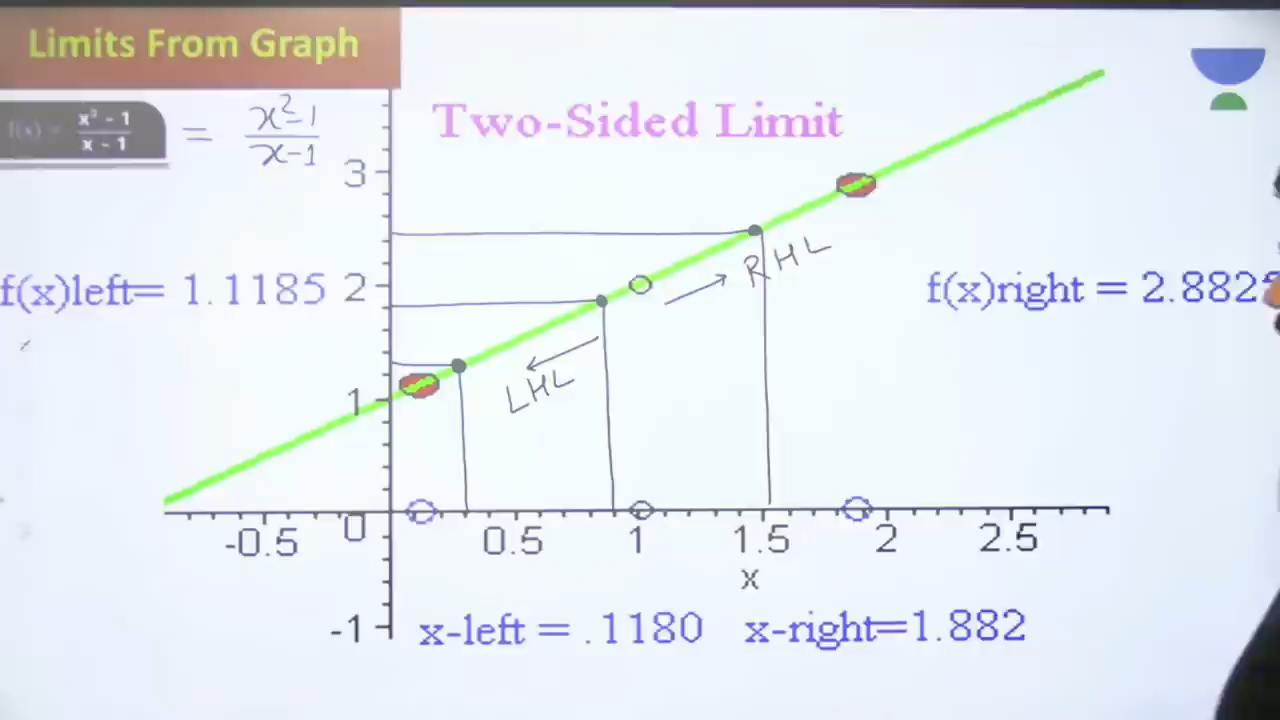 Limits From Graph
f(x) = x² - 1 / x - 1 = x²-1 / x-1
Two-Sided Limit
3
f(x)left= 1.1185
2
f(x)right = 2.882
RHL
LHL
1
-0.5 0 0.5 1 1.5 2 2.5
x
-1
x-left = .1180 x-right=1.882